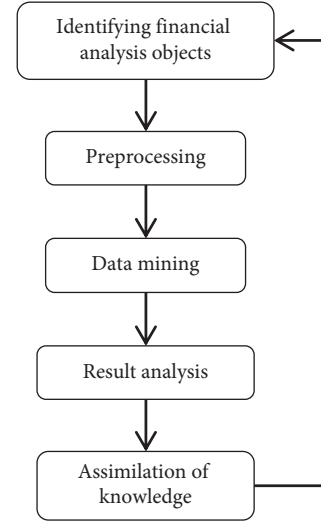 Identifying financial
analysis objects
Preprocessing
Data mining
Result analysis
Assimilation of
knowledge